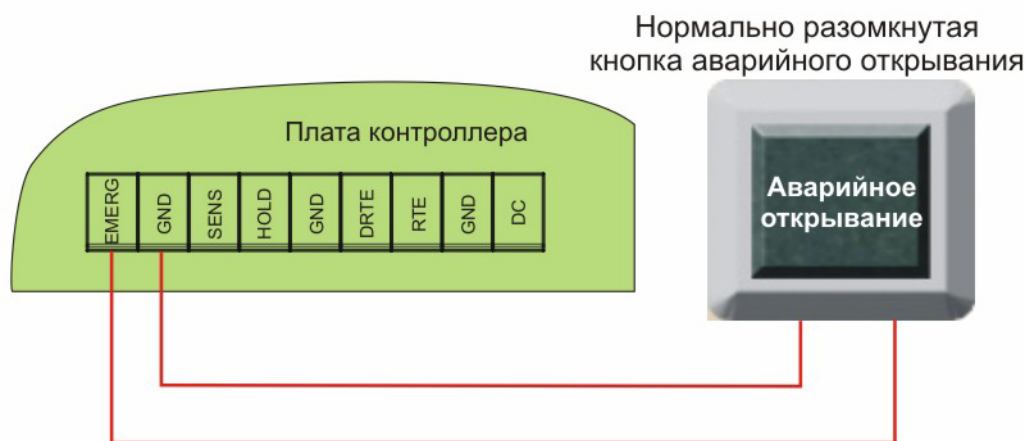 Нормально разомкнутая
кнопка аварийного открывания
Плата контроллера
EMERG
GND
SENS
HOLD
GND
DRTE
RTE
GND
DC
Аварийное
открывание